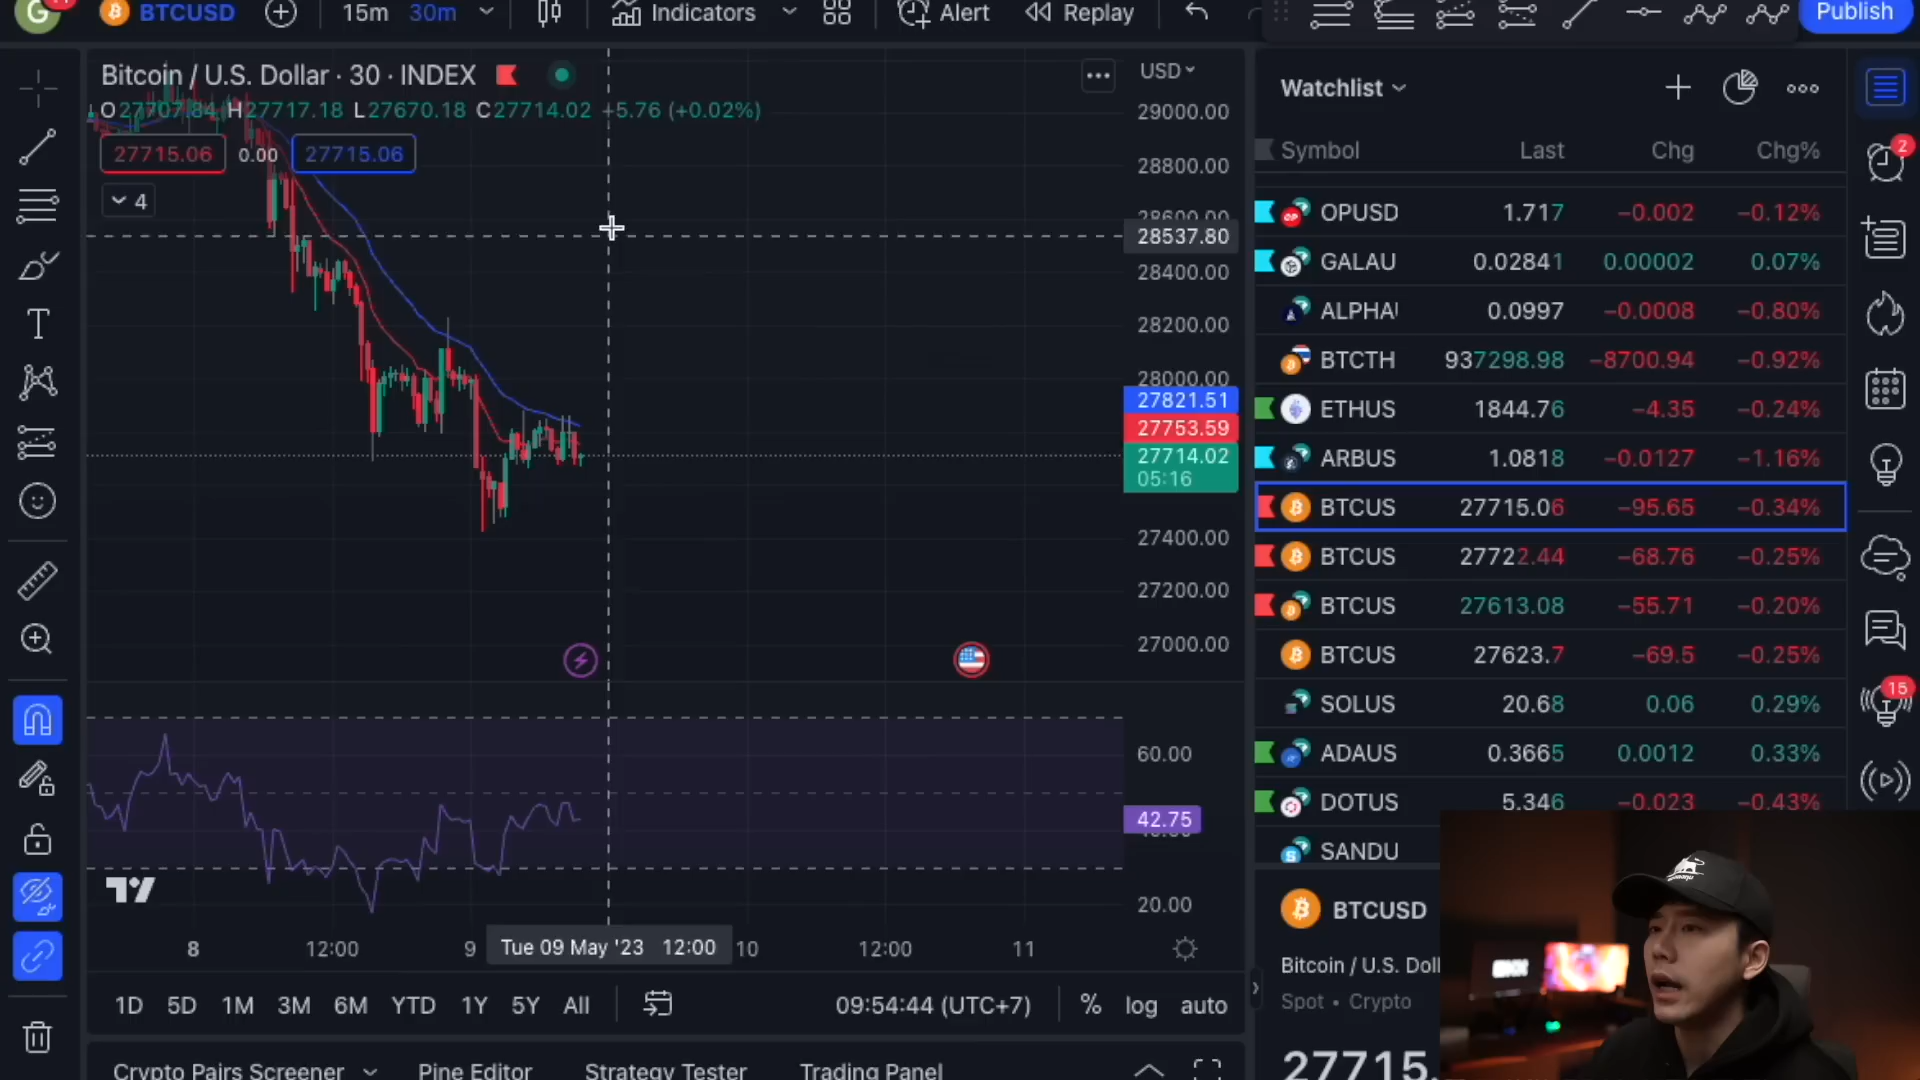 G
BTCUSD
15m
30m
Indicators
Alert
Replay
Publish
Bitcoin / U.S. Dollar · 30 · INDEX
O27707.84 H27717.18 L27670.18 C27714.02 +5.76 (+0.02%)
27715.06 0.00 27715.06
4
USD
29000.00
28800.00
28600.00
28537.80
28400.00
28200.00
28000.00
27821.51
27753.59
27714.02
05:16
27400.00
27200.00
27000.00
60.00
42.75
20.00
8 12:00 9 Tue 09 May '23 12:00 10 12:00 11
1D 5D 1M 3M 6M YTD 1Y 5Y All
09:54:44 (UTC+7)
% log auto
Crypto Pairs Screener
Pine Editor
Strategy Tester
Trading Panel
Watchlist
Symbol Last Chg Chg%
OPUSD 1.717 −0.002 −0.12%
GALAU 0.02841 0.00002 0.07%
ALPHA 0.0997 −0.0008 −0.80%
BTCTH 937298.98 −8700.94 −0.92%
ETHUS 1844.76 −4.35 −0.24%
ARBUS 1.0818 −0.0127 −1.16%
BTCUS 27715.06 −95.65 −0.34%
BTCUS 27722.44 −68.76 −0.25%
BTCUS 27613.08 −55.71 −0.20%
BTCUS 27623.7 −69.5 −0.25%
SOLUS 20.68 0.06 0.29%
ADAUS 0.3665 0.0012 0.33%
DOTUS 5.346 −0.023 −0.43%
SANDU
BTCUSD
Bitcoin / U.S. Doll
Spot • Crypto
27715.
2
15